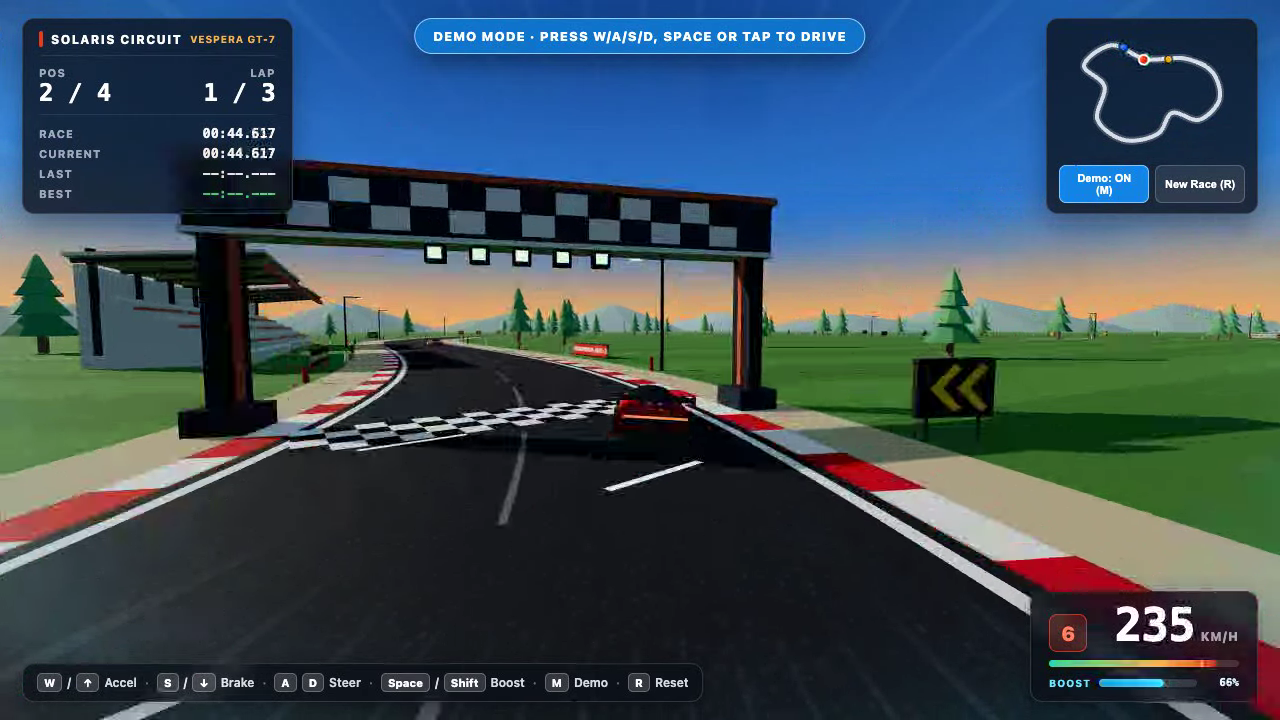 SOLARIS CIRCUIT VESPERA GT-7
POS LAP
2 / 4 1 / 3
RACE 00:44.617
CURRENT 00:44.617
LAST --:--.---
BEST --:--.---
DEMO MODE · PRESS W/A/S/D, SPACE OR TAP TO DRIVE
Demo: ON
(M)
New Race (R)
6 235 KM/H
BOOST 66%
W / ↑ Accel · S / ↓ Brake · A D Steer · Space / Shift Boost · M Demo · R Reset